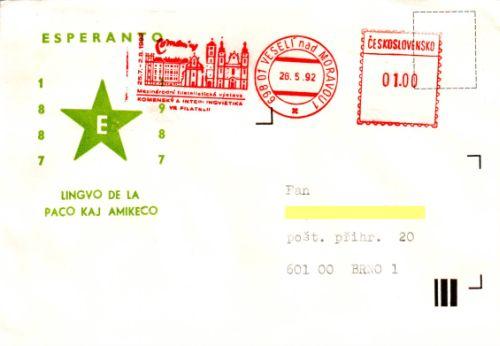 ESPERANTO
1 1
8 9
8 8
7 7
E
LINGVO DE LA
PACO KAJ AMIKECO
Comenius
Mezinárodní filatelistická výstava
KOMENSKÝ A INTERLINGVISTIKA
VE FILATELII
698 01 VESELÍ nad MORAVOU 1
26.5.92
ČESKOSLOVENSKO
01.00
Pan
pošt. přihr. 20
601 00 BRNO 1